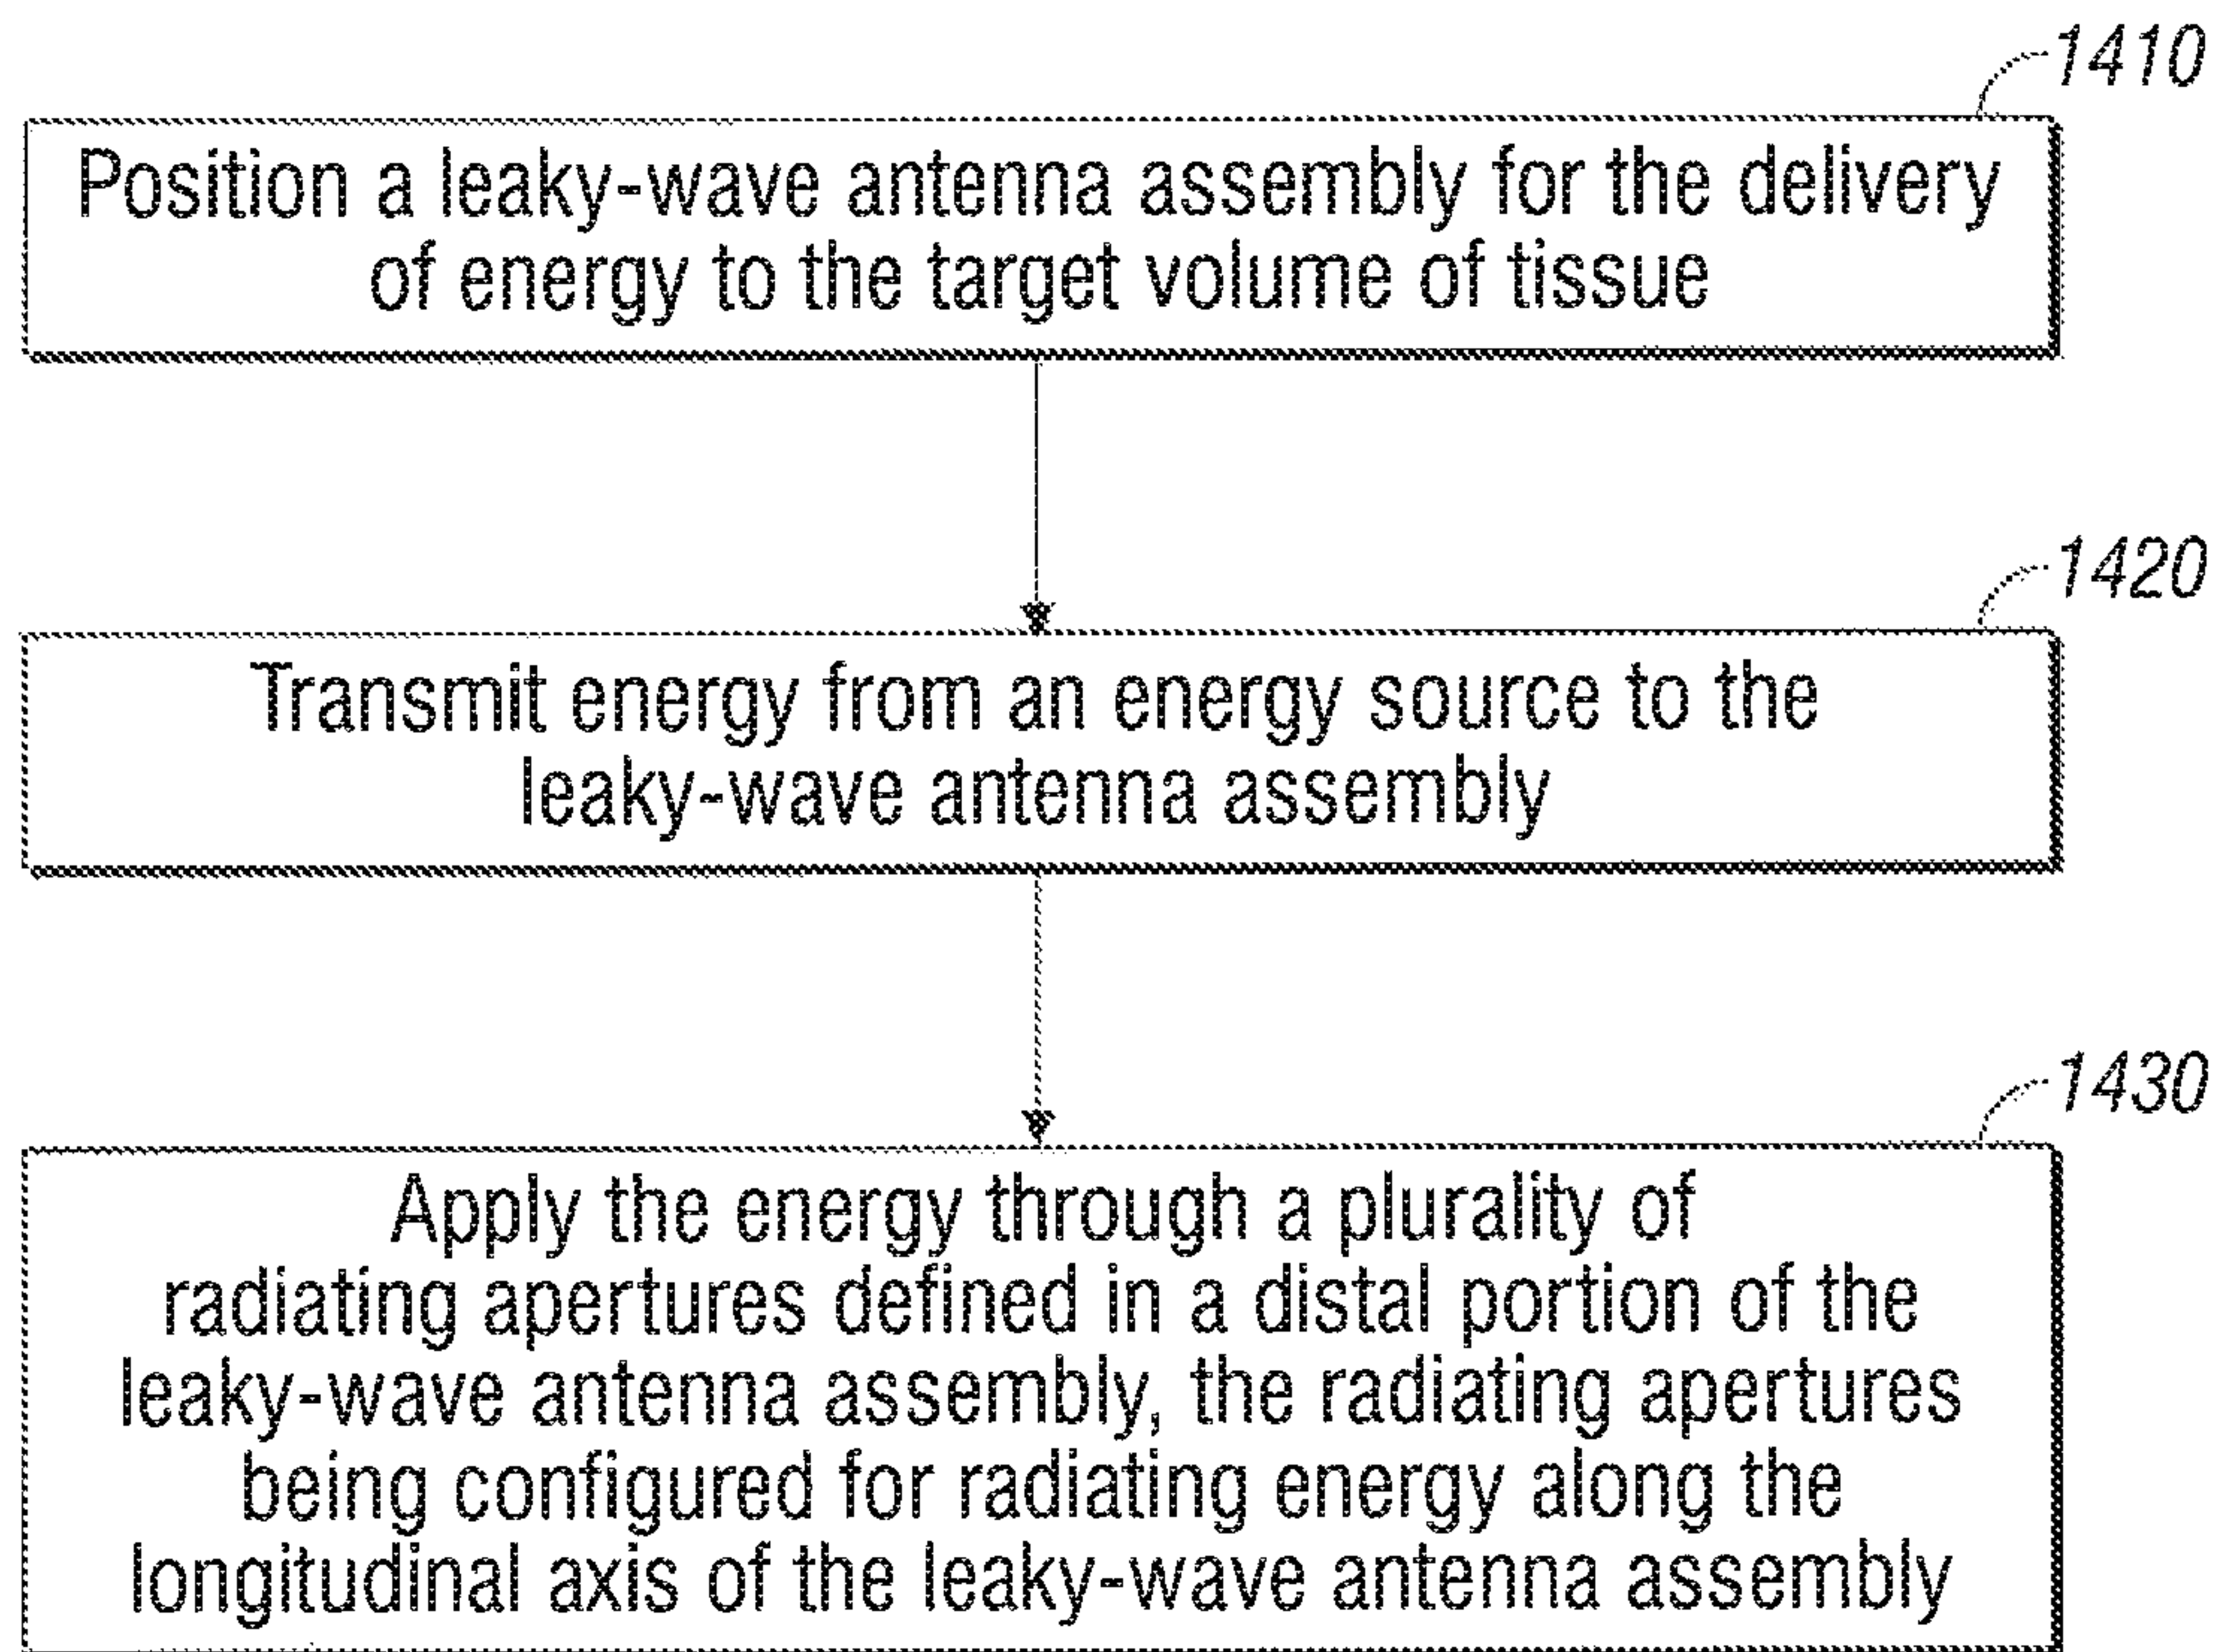 1410
Position a leaky-wave antenna assembly for the delivery
of energy to the target volume of tissue
1420
Transmit energy from an energy source to the
leaky-wave antenna assembly
1430
Apply the energy through a plurality of
radiating apertures defined in a distal portion of the
leaky-wave antenna assembly, the radiating apertures
being configured for radiating energy along the
longitudinal axis of the leaky-wave antenna assembly